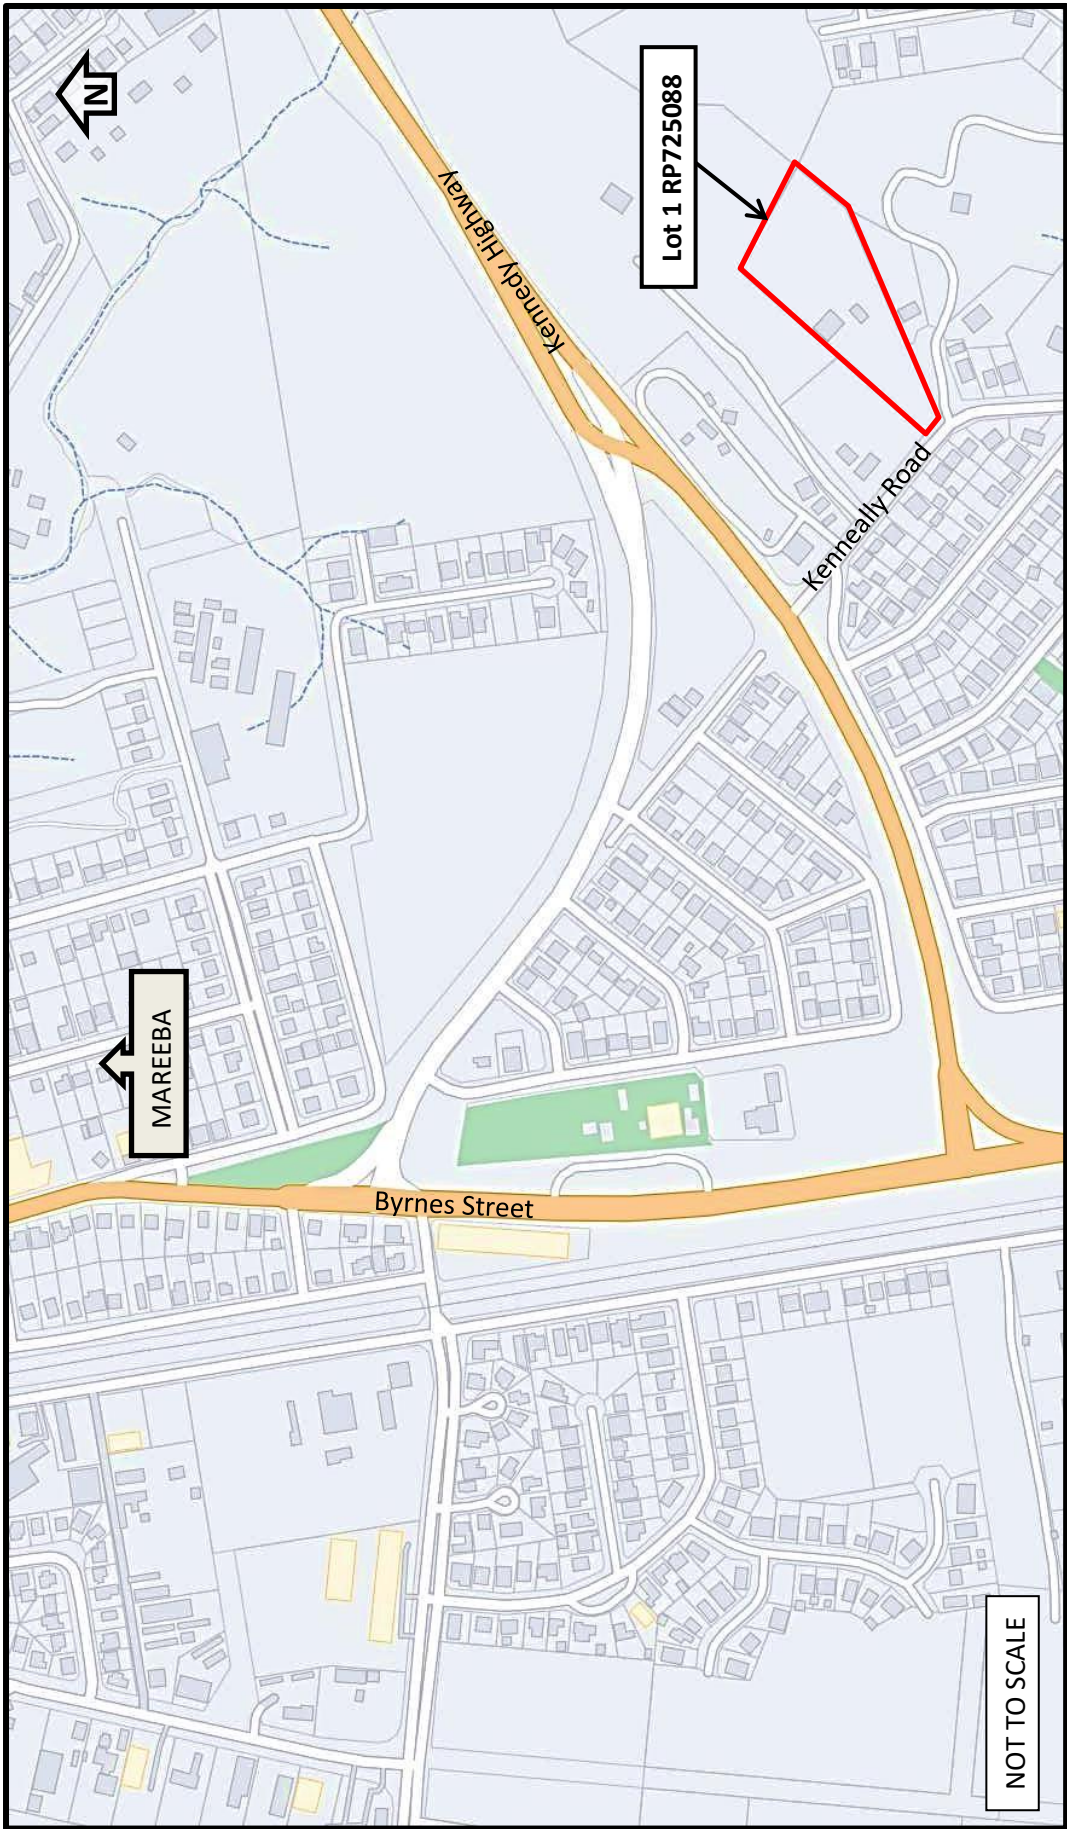 N
Lot 1 RP725088
Kennedy Highway
Kenneally Road
MAREEBA
Byrnes Street
NOT TO SCALE